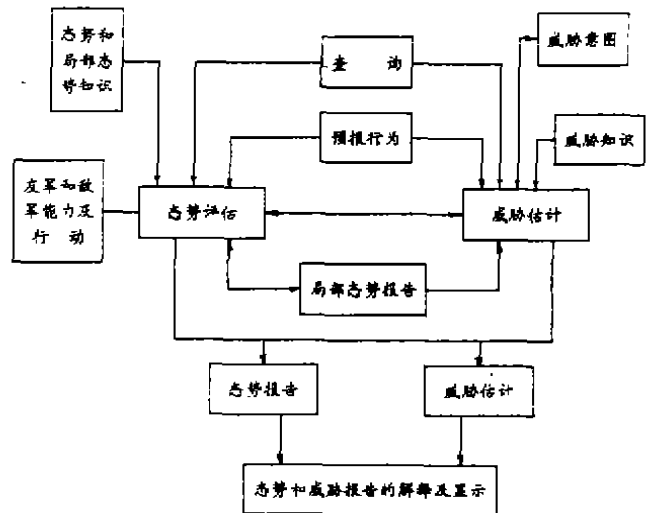 态势和
局部态
势知识
查 询
威胁意图
预报行为
威胁知识
友军和敌
军能力及
行 动
态势评估
威胁估计
局部态势报告
态势报告
威胁估计
态势和威胁报告的解释及显示